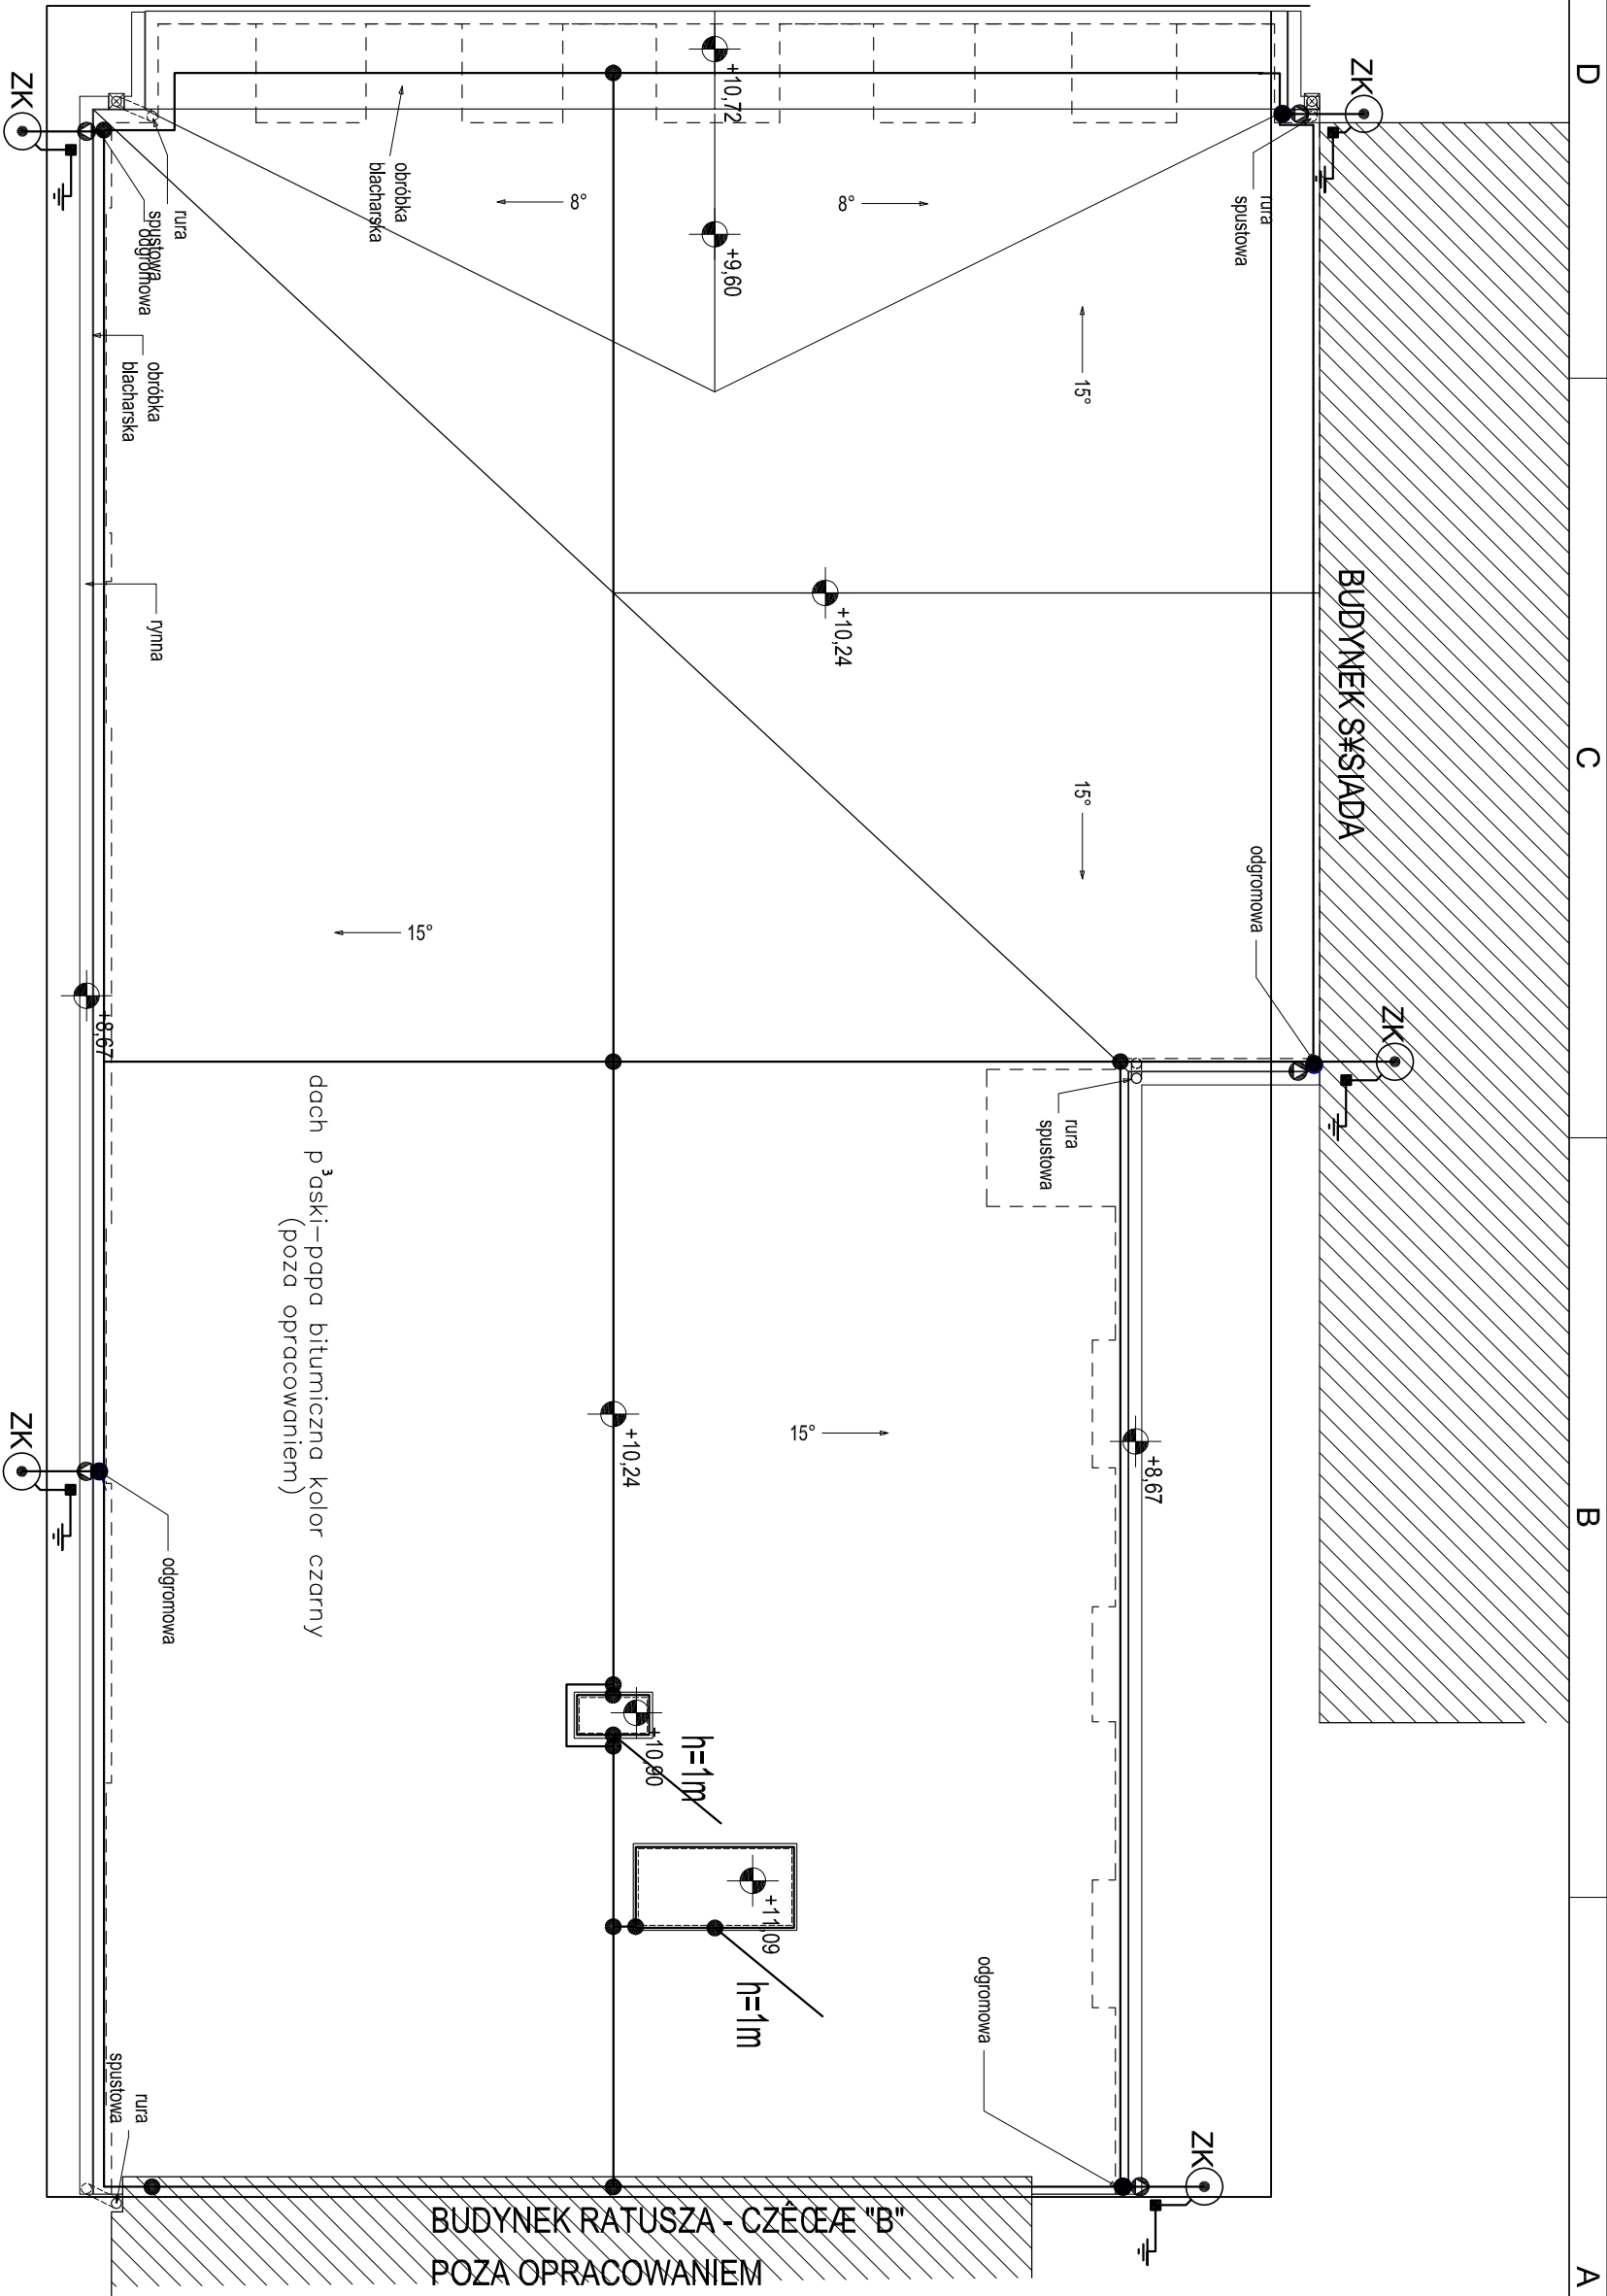 D
C
B
A
ZK
ZK
+10,72
rura
spustowa
odgromowa
obróbka
blacharska
8°
8°
+9,60
rura
spustowa
obróbka
blacharska
15°
BUDYNEK S¥SIADA
rynna
+10,24
15°
odgromowa
15°
+8,67
ZK
rura
spustowa
dach p³aski-papa bitumiczna kolor czarny
(poza opracowaniem)
ZK
+10,24
15°
+8,67
odgromowa
+10,90
h=1m
+11,09
h=1m
odgromowa
rura
spustowa
ZK
BUDYNEK RATUSZA - CZÊŒÆ "B"
POZA OPRACOWANIEM